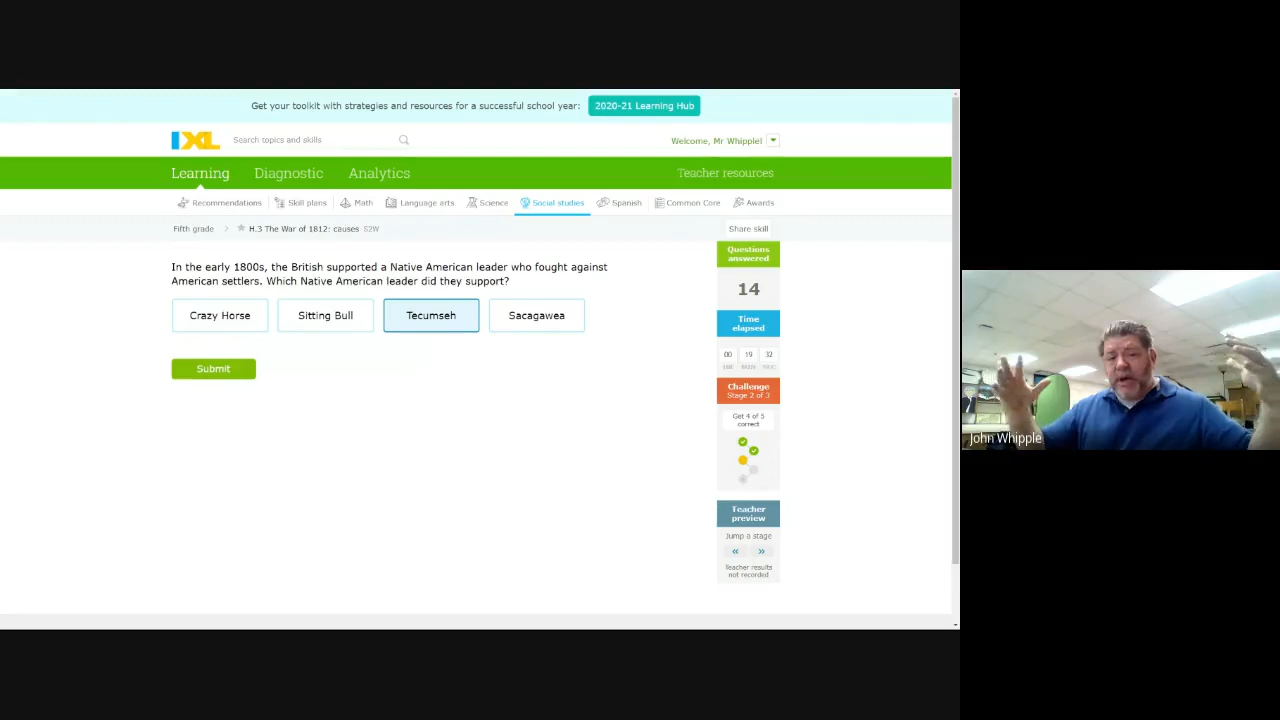 Get your toolkit with strategies and resources for a successful school year: 2020-21 Learning Hub
IXL Search topics and skills Welcome, Mr Whipple!
Learning Diagnostic Analytics Teacher resources
Recommendations Skill plans Math Language arts Science Social studies Spanish Common Core Awards
Fifth grade > H.3 The War of 1812: causes S2W Share skill
In the early 1800s, the British supported a Native American leader who fought against
American settlers. Which Native American leader did they support?
Crazy Horse Sitting Bull Tecumseh Sacagawea
Submit
Questions
answered
14
Time
elapsed
00 19 32
Challenge
Stage 2 of 3
Get 4 of 5
correct
Teacher
preview
Jump a stage
« »
Teacher results
not recorded
John Whipple